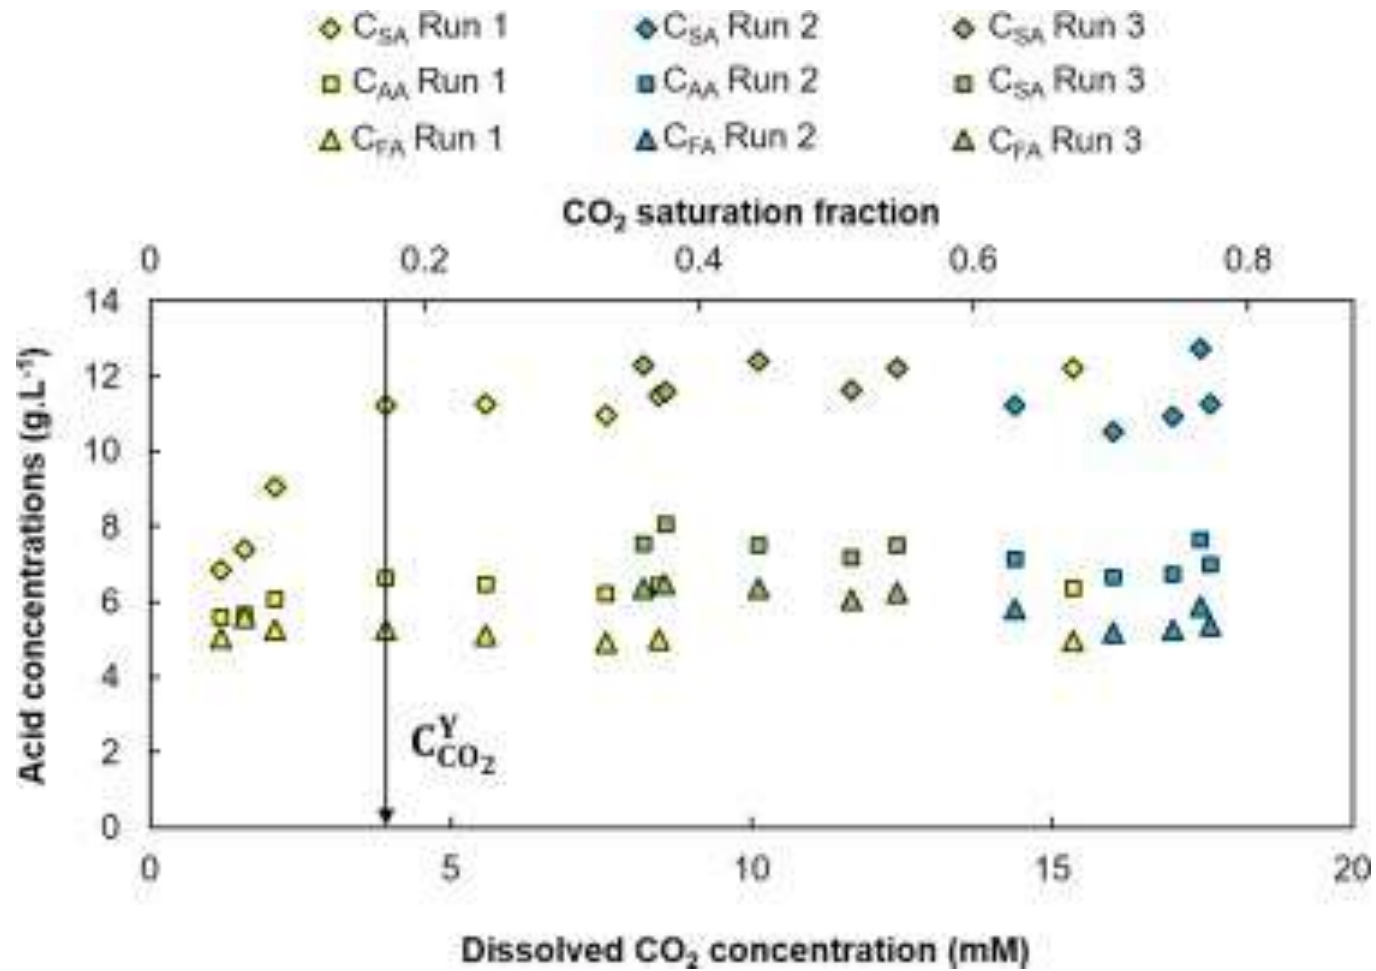 C_SA Run 1 C_SA Run 2 C_SA Run 3
C_AA Run 1 C_AA Run 2 C_SA Run 3
C_FA Run 1 C_FA Run 2 C_FA Run 3
CO₂ saturation fraction
0 0.2 0.4 0.6 0.8
Acid concentrations (g.L⁻¹)
14
12
10
8
6
4
2
0
C^Y_CO₂
0 5 10 15 20
Dissolved CO₂ concentration (mM)